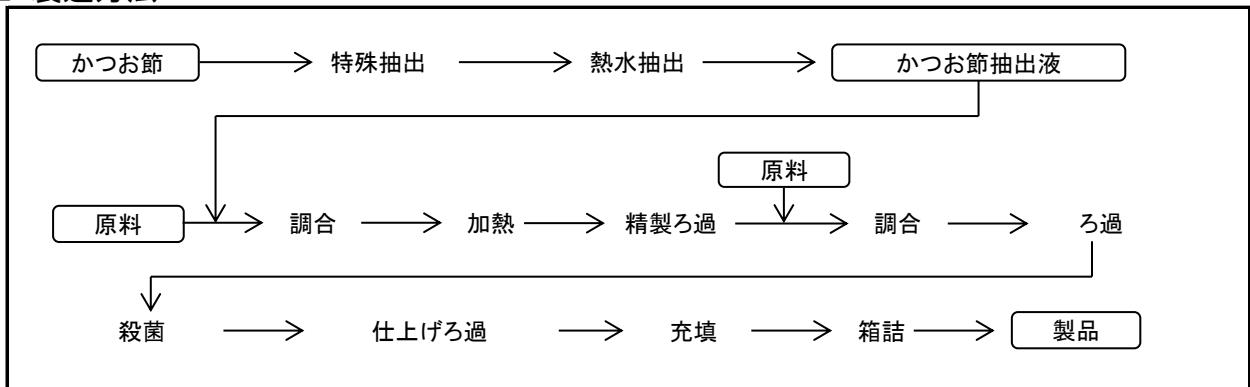 かつお節 特殊抽出 熱水抽出 かつお節抽出液
原料
原料 調合 加熱 精製ろ過 調合 ろ過
殺菌 仕上げろ過 充填 箱詰 製品